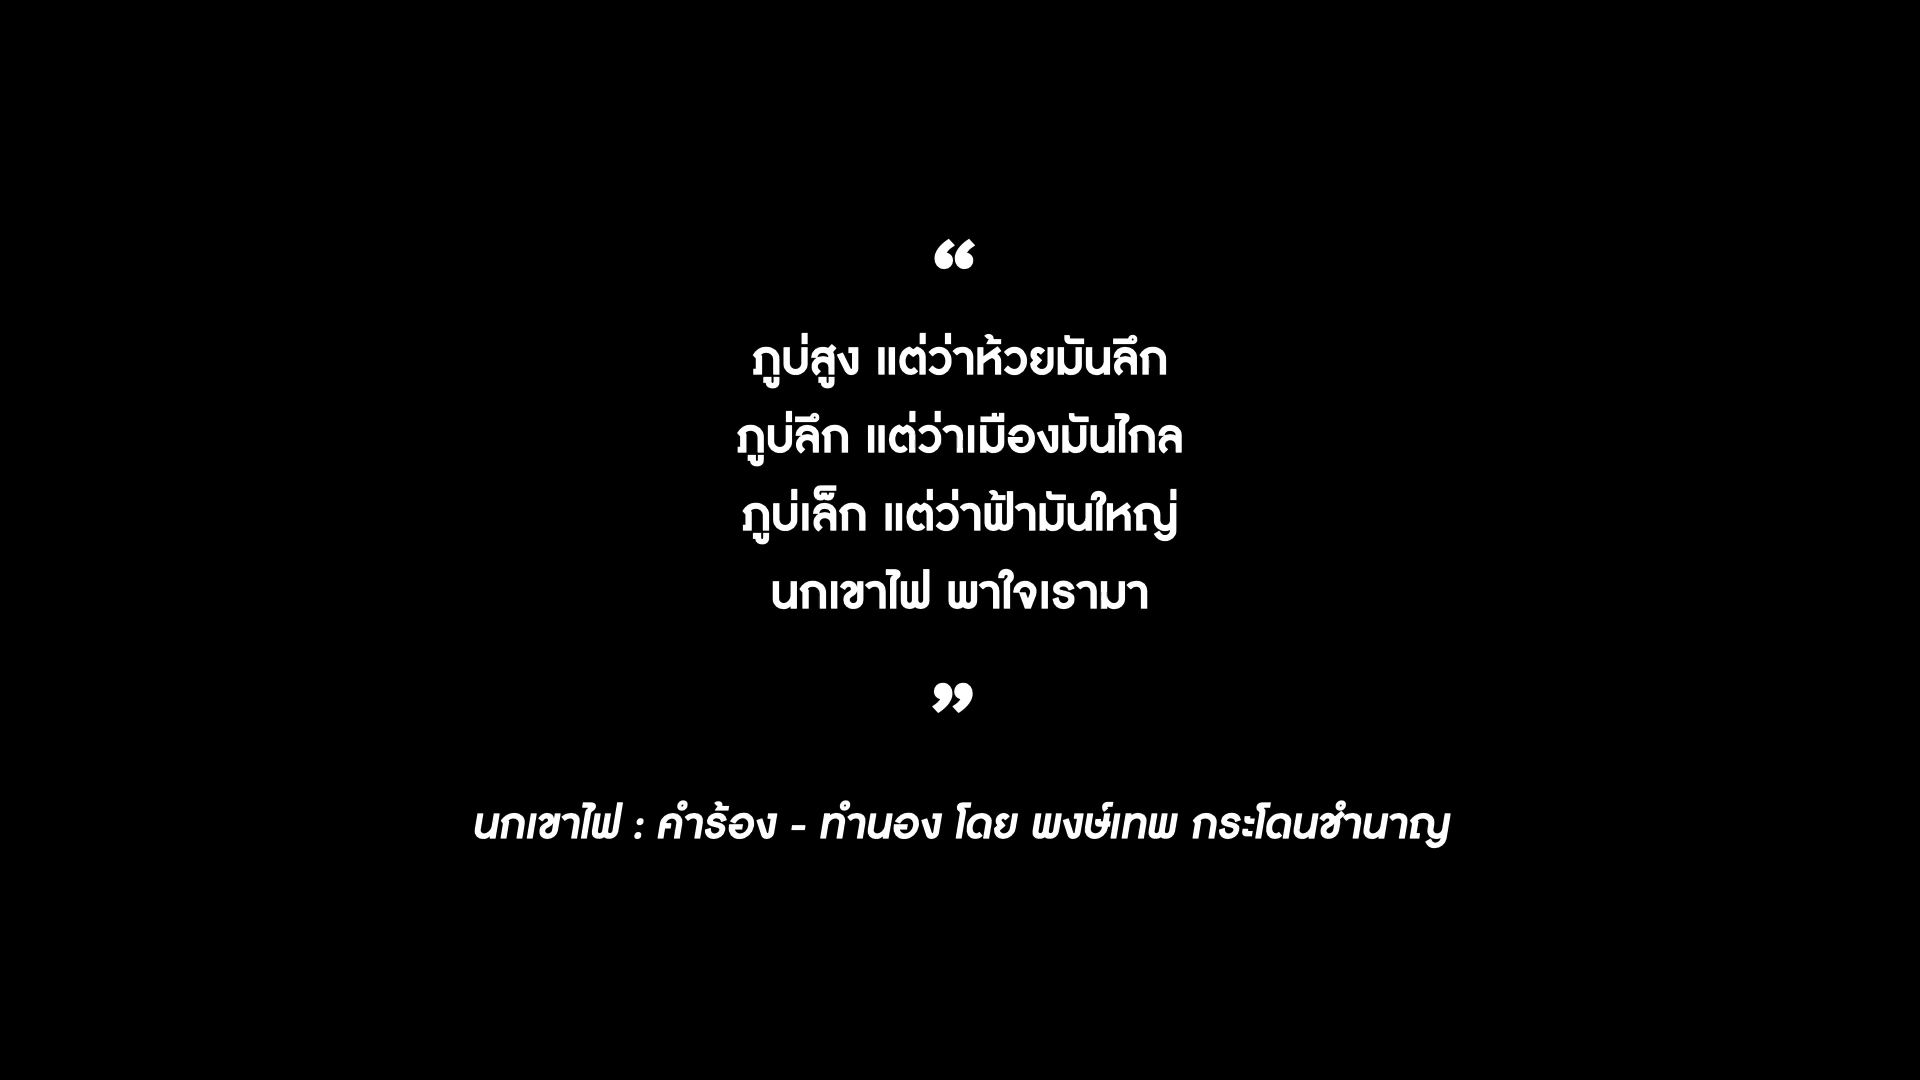 “
ภูบ่สูง แต่ว่าห้วยมันลึก
ภูบ่ลึก แต่ว่าเมืองมันไกล
ภูบ่เล็ก แต่ว่าฟ้ามันใหญ่
นกเขาไฟ พาใจเรามา
”
นกเขาไฟ : คำร้อง - ทำนอง โดย พงษ์เทพ กระโดนชำนาญ